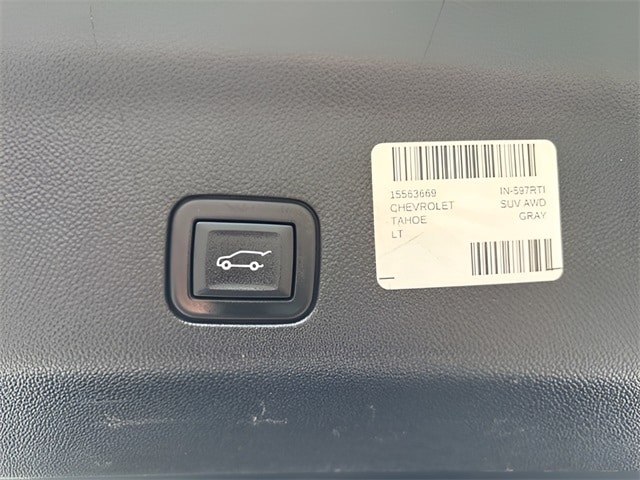 15563669 IN-597RTI
CHEVROLET SUV AWD
TAHOE GRAY
LT